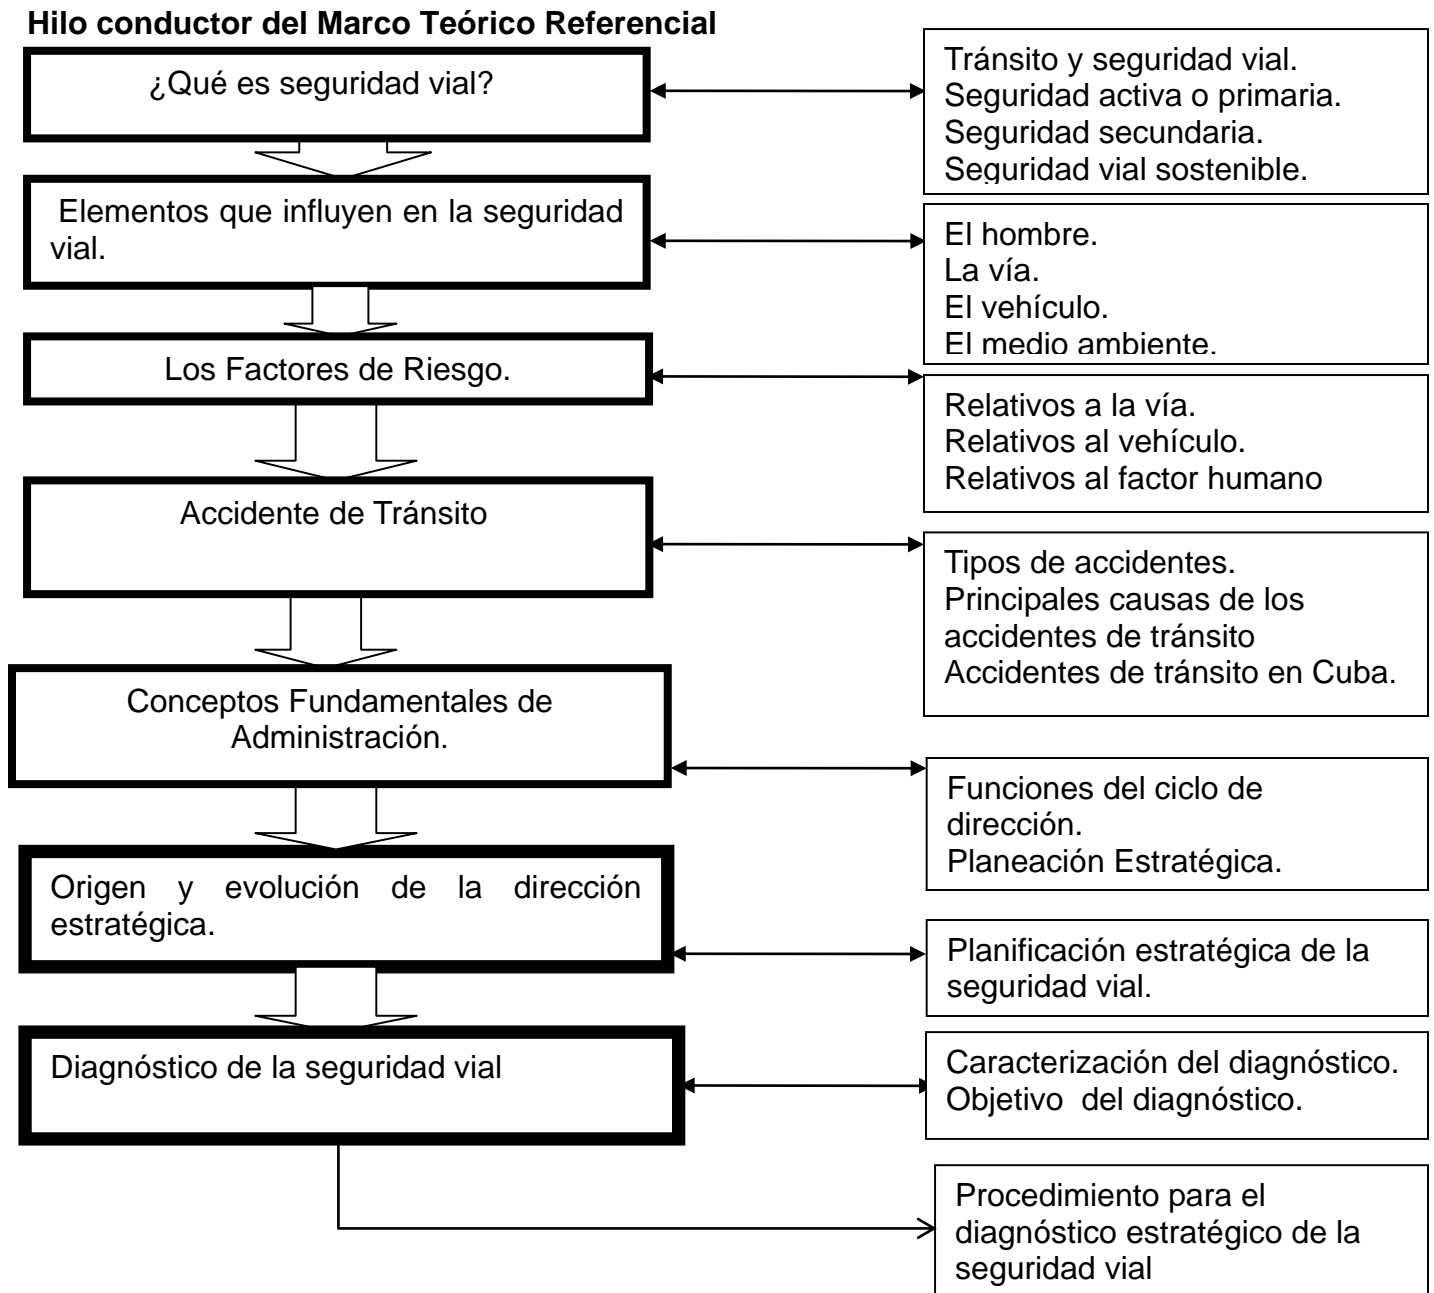 Hilo conductor del Marco Teórico Referencial
¿Qué es seguridad vial?
Tránsito y seguridad vial.
Seguridad activa o primaria.
Seguridad secundaria.
Seguridad vial sostenible.
Elementos que influyen en la seguridad
vial.
El hombre.
La vía.
El vehículo.
El medio ambiente.
Los Factores de Riesgo.
Relativos a la vía.
Relativos al vehículo.
Relativos al factor humano
Accidente de Tránsito
Tipos de accidentes.
Principales causas de los
accidentes de tránsito
Accidentes de tránsito en Cuba.
Conceptos Fundamentales de
Administración.
Funciones del ciclo de
dirección.
Planeación Estratégica.
Origen y evolución de la dirección
estratégica.
Planificación estratégica de la
seguridad vial.
Diagnóstico de la seguridad vial
Caracterización del diagnóstico.
Objetivo del diagnóstico.
Procedimiento para el
diagnóstico estratégico de la
seguridad vial